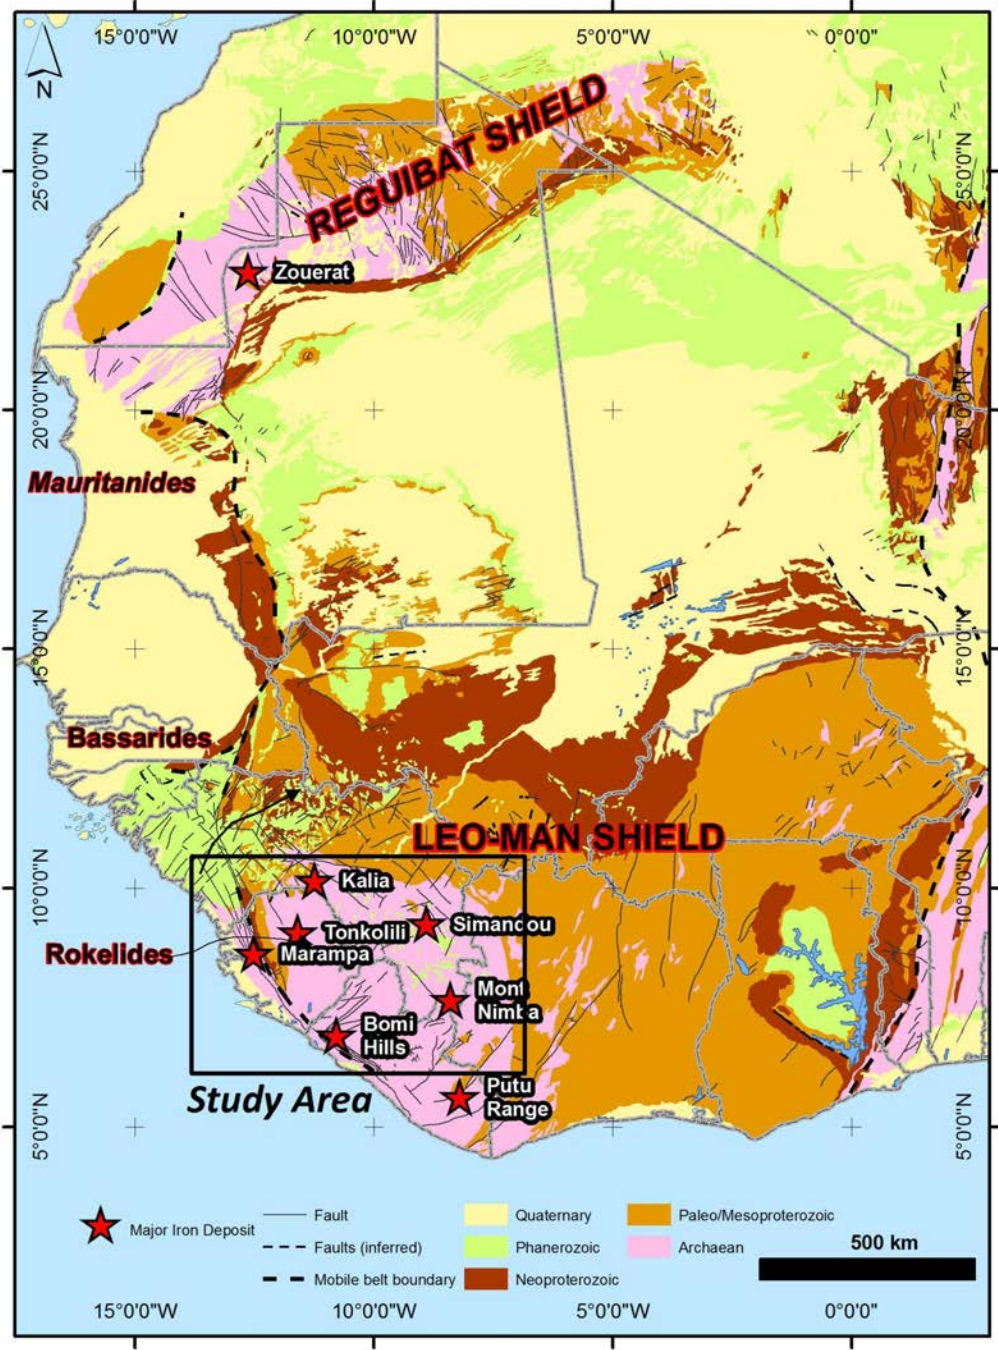 15°0'0"W 10°0'0"W 5°0'0"W 0°0'0"
N
25°0'0"N
25°0'0"N
REGUIBAT SHIELD
Zouerat
20°0'0"N
20°0'0"N
Mauritanides
15°0'0"N
15°0'0"N
Bassarides
LEO-MAN SHIELD
10°0'0"N
10°0'0"N
Kalia
Simandou
Tonkolili
Rokelides
Marampa
Mont
Nimba
Bomi
Hills
Study Area
Putu
Range
5°0'0"N
5°0'0"N
Major Iron Deposit
Fault
Faults (inferred)
Mobile belt boundary
Quaternary
Phanerozoic
Neoproterozoic
Paleo/Mesoproterozoic
Archaean
500 km
15°0'0"W 10°0'0"W 5°0'0"W 0°0'0"